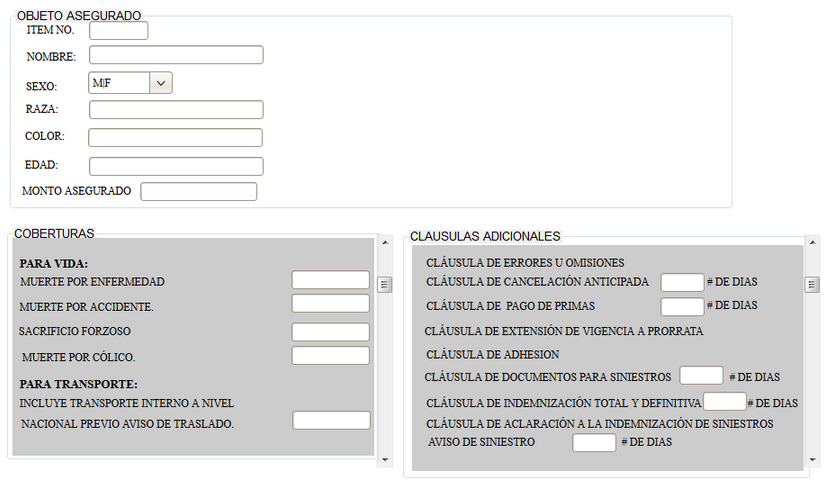 OBJETO ASEGURADO
ITEM NO.
NOMBRE:
SEXO: M|F
RAZA:
COLOR:
EDAD:
MONTO ASEGURADO
COBERTURAS
PARA VIDA:
MUERTE POR ENFERMEDAD
MUERTE POR ACCIDENTE.
SACRIFICIO FORZOSO
MUERTE POR CÓLICO.
PARA TRANSPORTE:
INCLUYE TRANSPORTE INTERNO A NIVEL
NACIONAL PREVIO AVISO DE TRASLADO.
CLAUSULAS ADICIONALES
CLÁUSULA DE ERRORES U OMISIONES
CLÁUSULA DE CANCELACIÓN ANTICIPADA # DE DIAS
CLÁUSULA DE PAGO DE PRIMAS # DE DIAS
CLÁUSULA DE EXTENSIÓN DE VIGENCIA A PRORRATA
CLÁUSULA DE ADHESION
CLÁUSULA DE DOCUMENTOS PARA SINIESTROS # DE DIAS
CLÁUSULA DE INDEMNIZACIÓN TOTAL Y DEFINITIVA # DE DIAS
CLÁUSULA DE ACLARACIÓN A LA INDEMNIZACIÓN DE SINIESTROS
AVISO DE SINIESTRO # DE DIAS